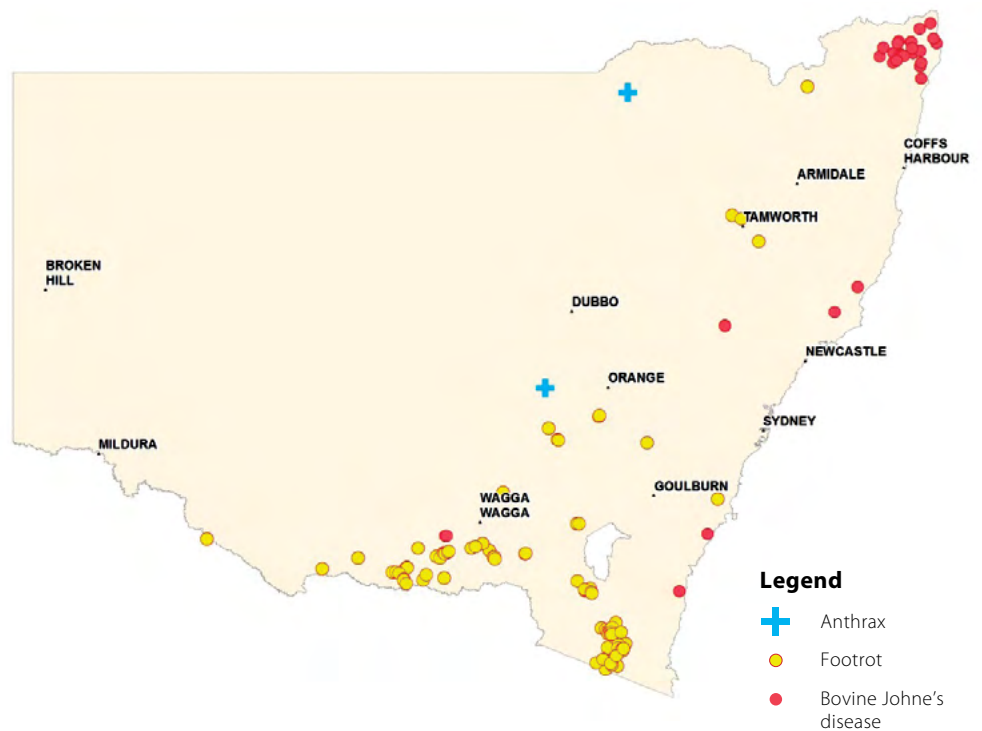 COFFS
HARBOUR
ARMIDALE
TAMWORTH
BROKEN
HILL
DUBBO
NEWCASTLE
ORANGE
SYDNEY
MILDURA
GOULBURN
WAGGA
WAGGA
Legend
Anthrax
Footrot
Bovine Johne's
disease